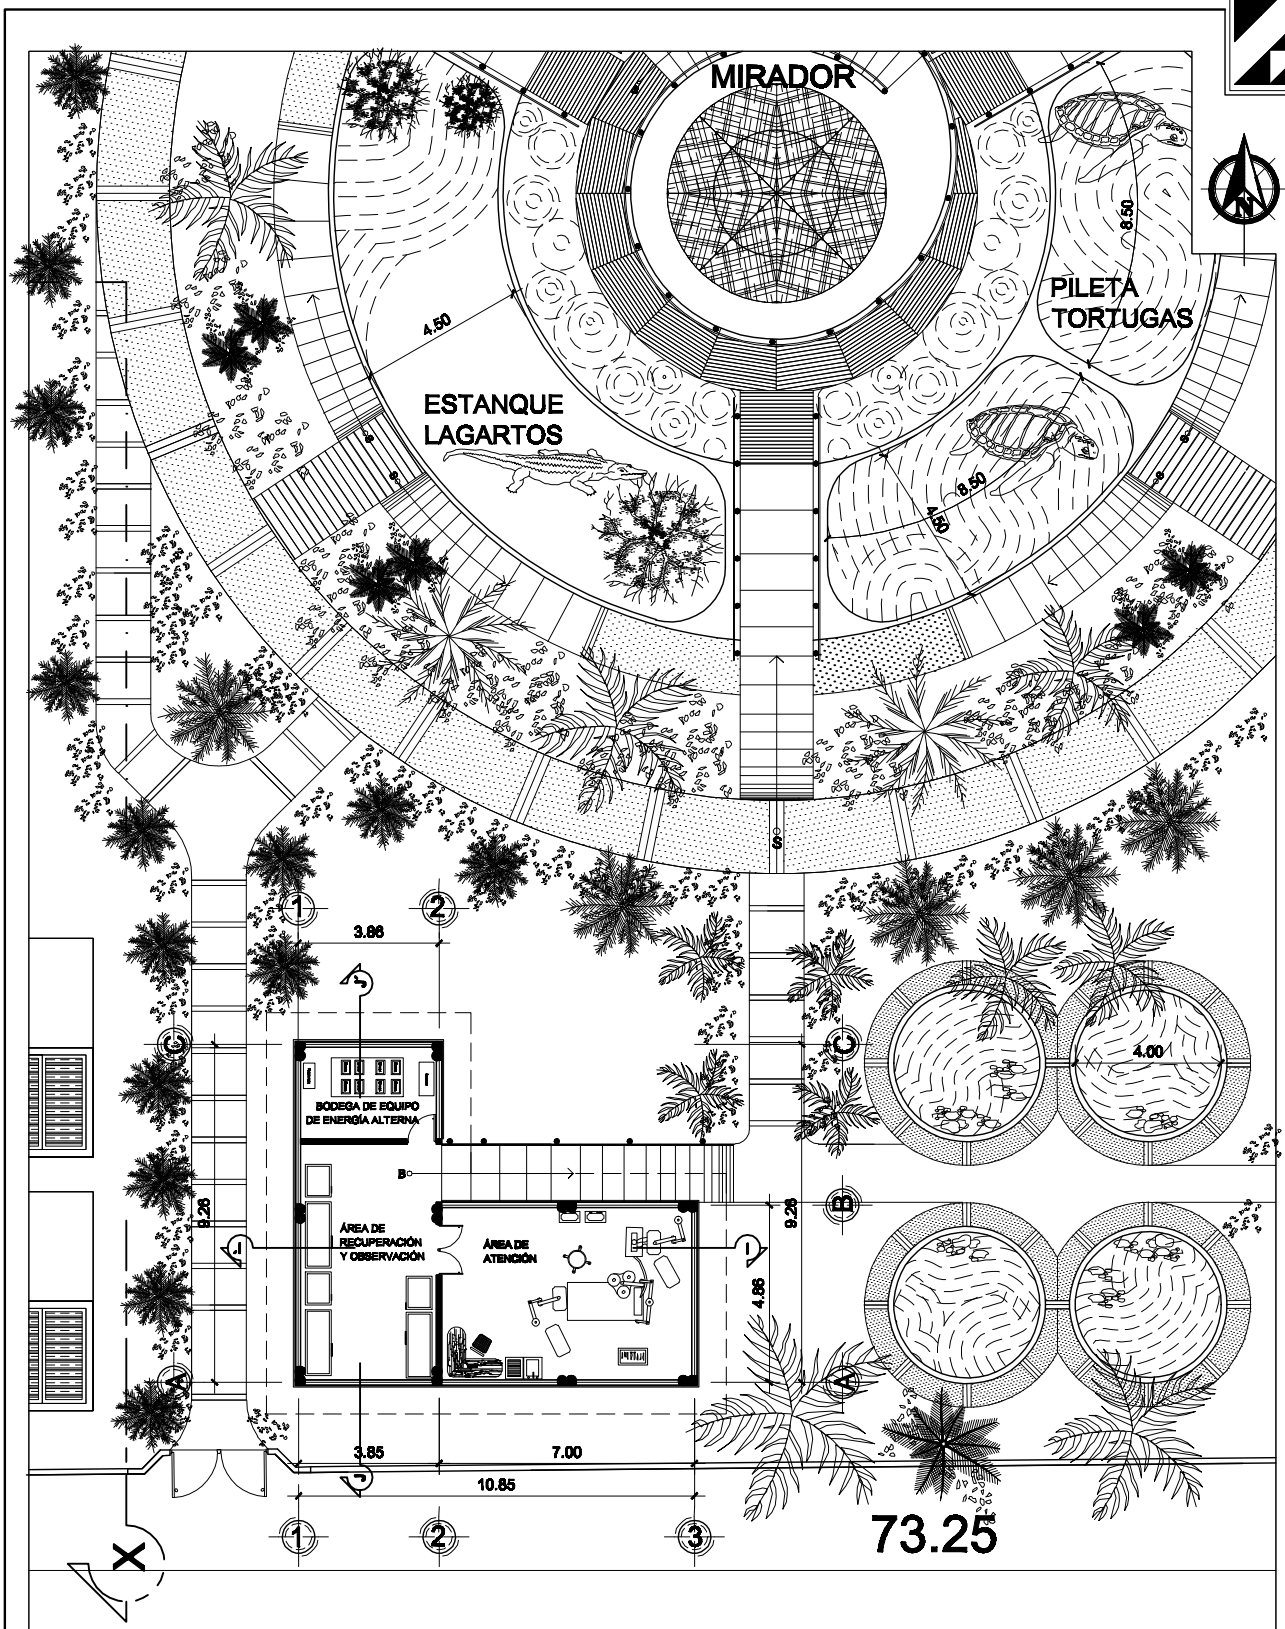 MIRADOR
N
8.50
PILETA
TORTUGAS
4.50
ESTANQUE
LAGARTOS
8.50
4.50
S
1
2
3.86
C
C
4.00
BODEGA DE EQUIPO
DE ENERGÍA ALTERNA
B
9.26
9.26
B
ÁREA DE
RECUPERACIÓN
Y OBSERVACIÓN
ÁREA DE
ATENCIÓN
4.86
A
A
3.85
7.00
10.85
1
2
3
73.25
X